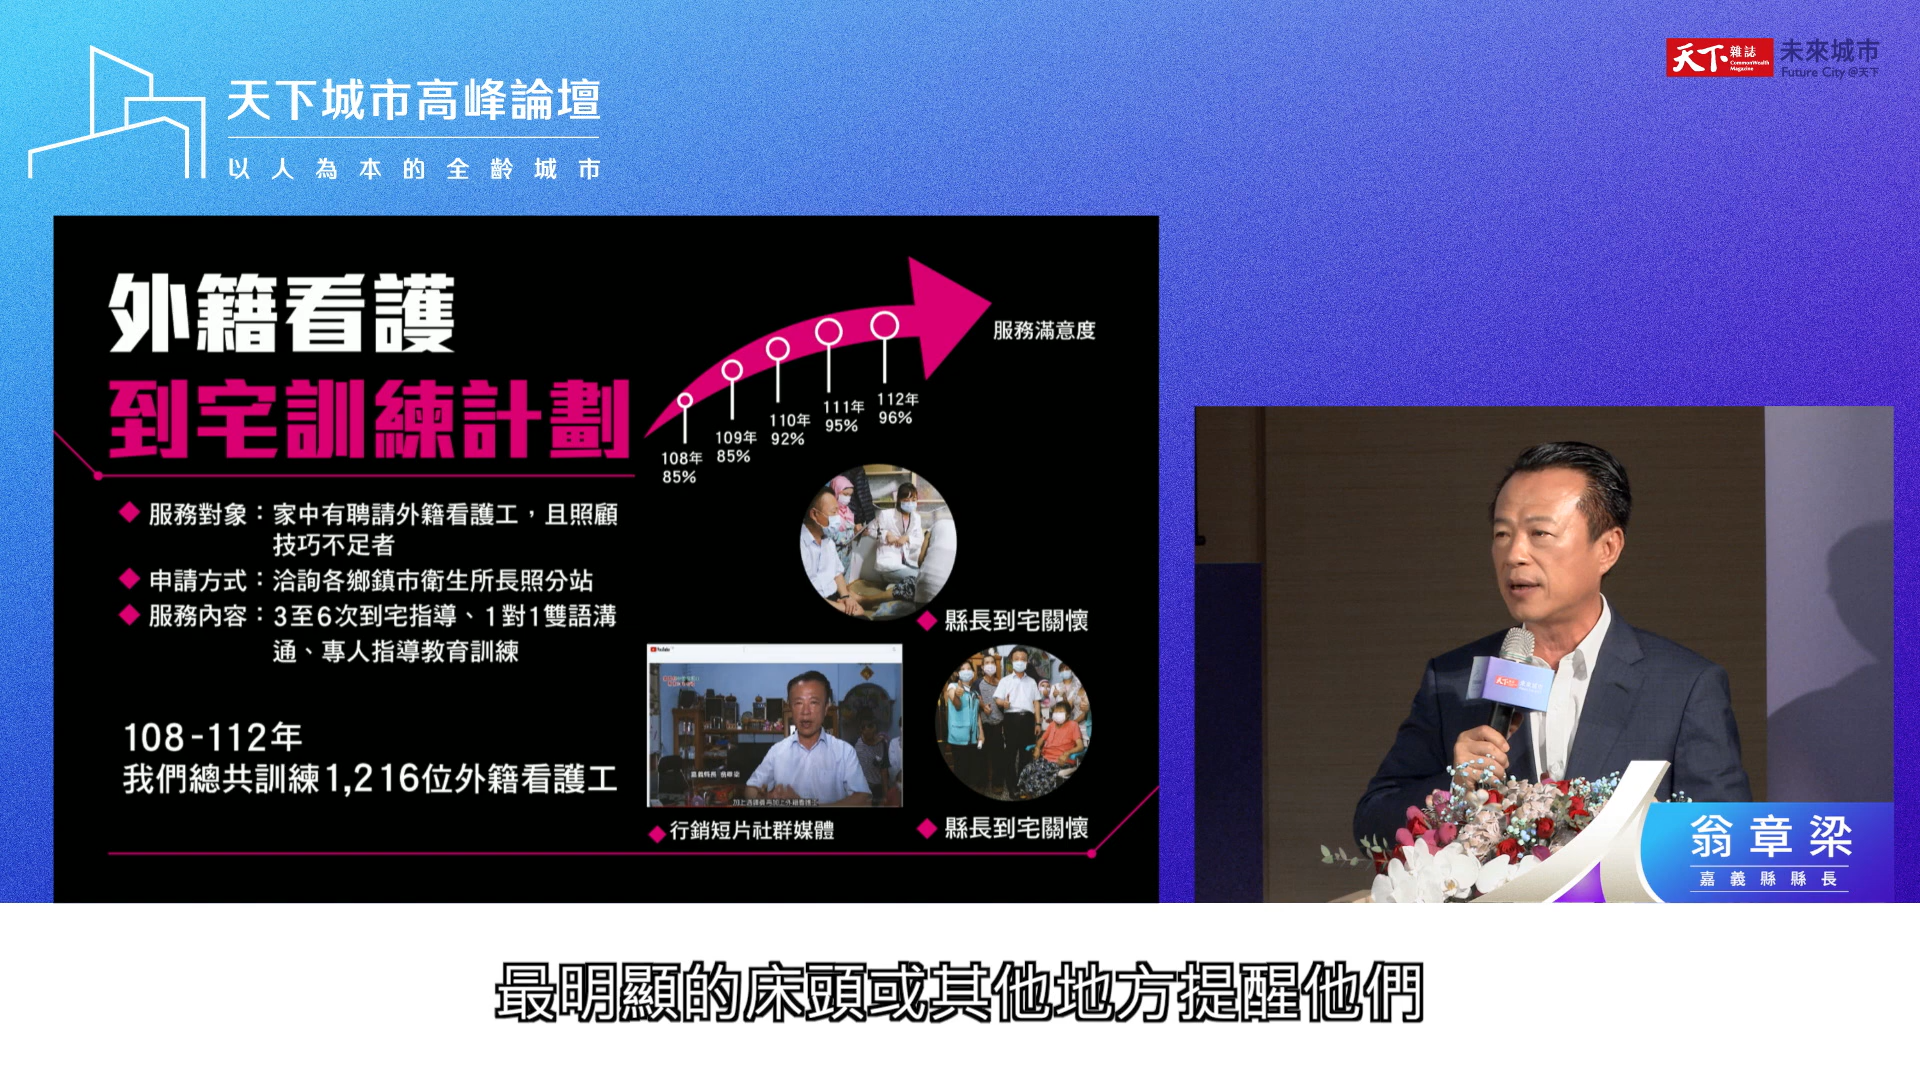 天下城市高峰論壇
以人為本的全齡城市
天下雜誌
CommonWealth
Magazine
未來城市
Future City@天下
外籍看護
到宅訓練計劃
服務滿意度
108年
85%
109年
85%
110年
92%
111年
95%
112年
96%
服務對象：家中有聘請外籍看護工，且照顧
技巧不足者
申請方式：洽詢各鄉鎮市衛生所長照分站
服務內容：3至6次到宅指導、1對1雙語溝
通、專人指導教育訓練
108-112年
我們總共訓練1,216位外籍看護工
縣長到宅關懷
YouTube
嘉義縣長 翁章梁
行銷短片社群媒體
縣長到宅關懷
翁章梁
嘉義縣縣長
最明顯的床頭或其他地方提醒他們